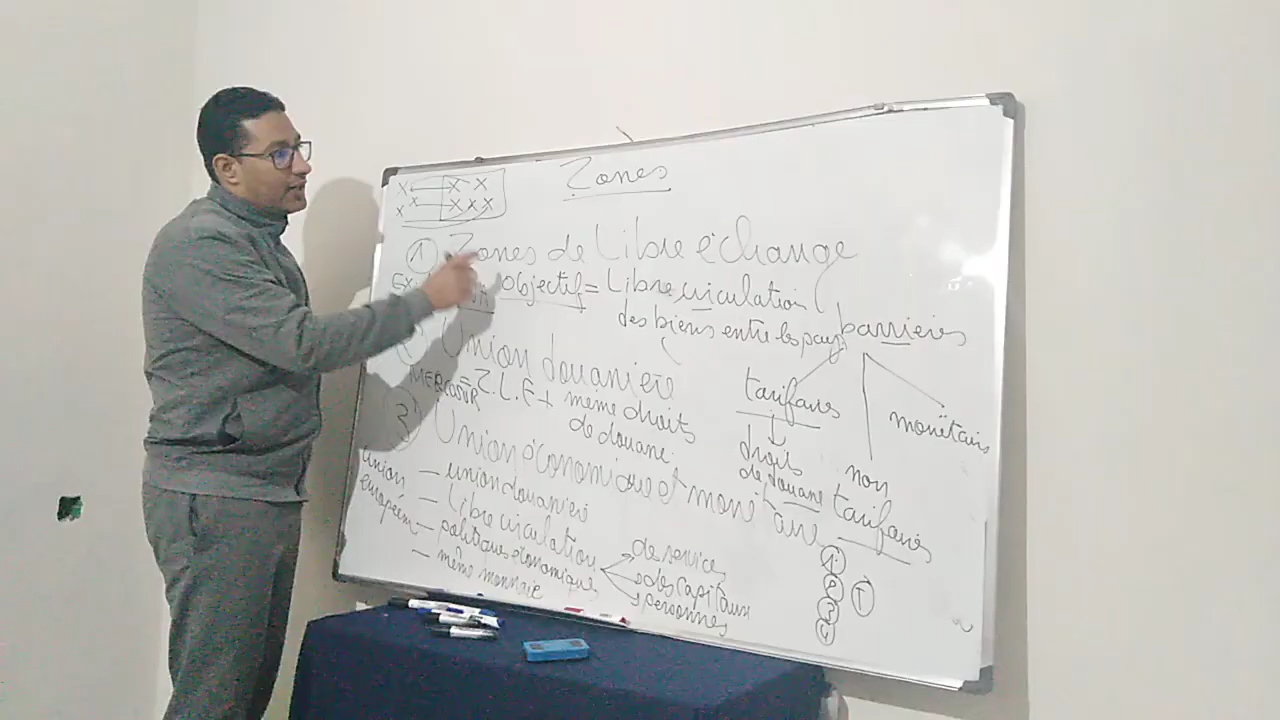 Zones
① Zones de Libre échange
objectif = Libre circulation
des biens entre les pays
barrières
tarifaires
droits
de douane
non
tarifaires
monétaires
Union douanière
MERCOSUR Z.L.E + même droits
de douane
③ Union économique et monétaire
union européen
- union douanière
- Libre circulation
de services
des capitaux
personnes
- politiques économiques
- même monnaie